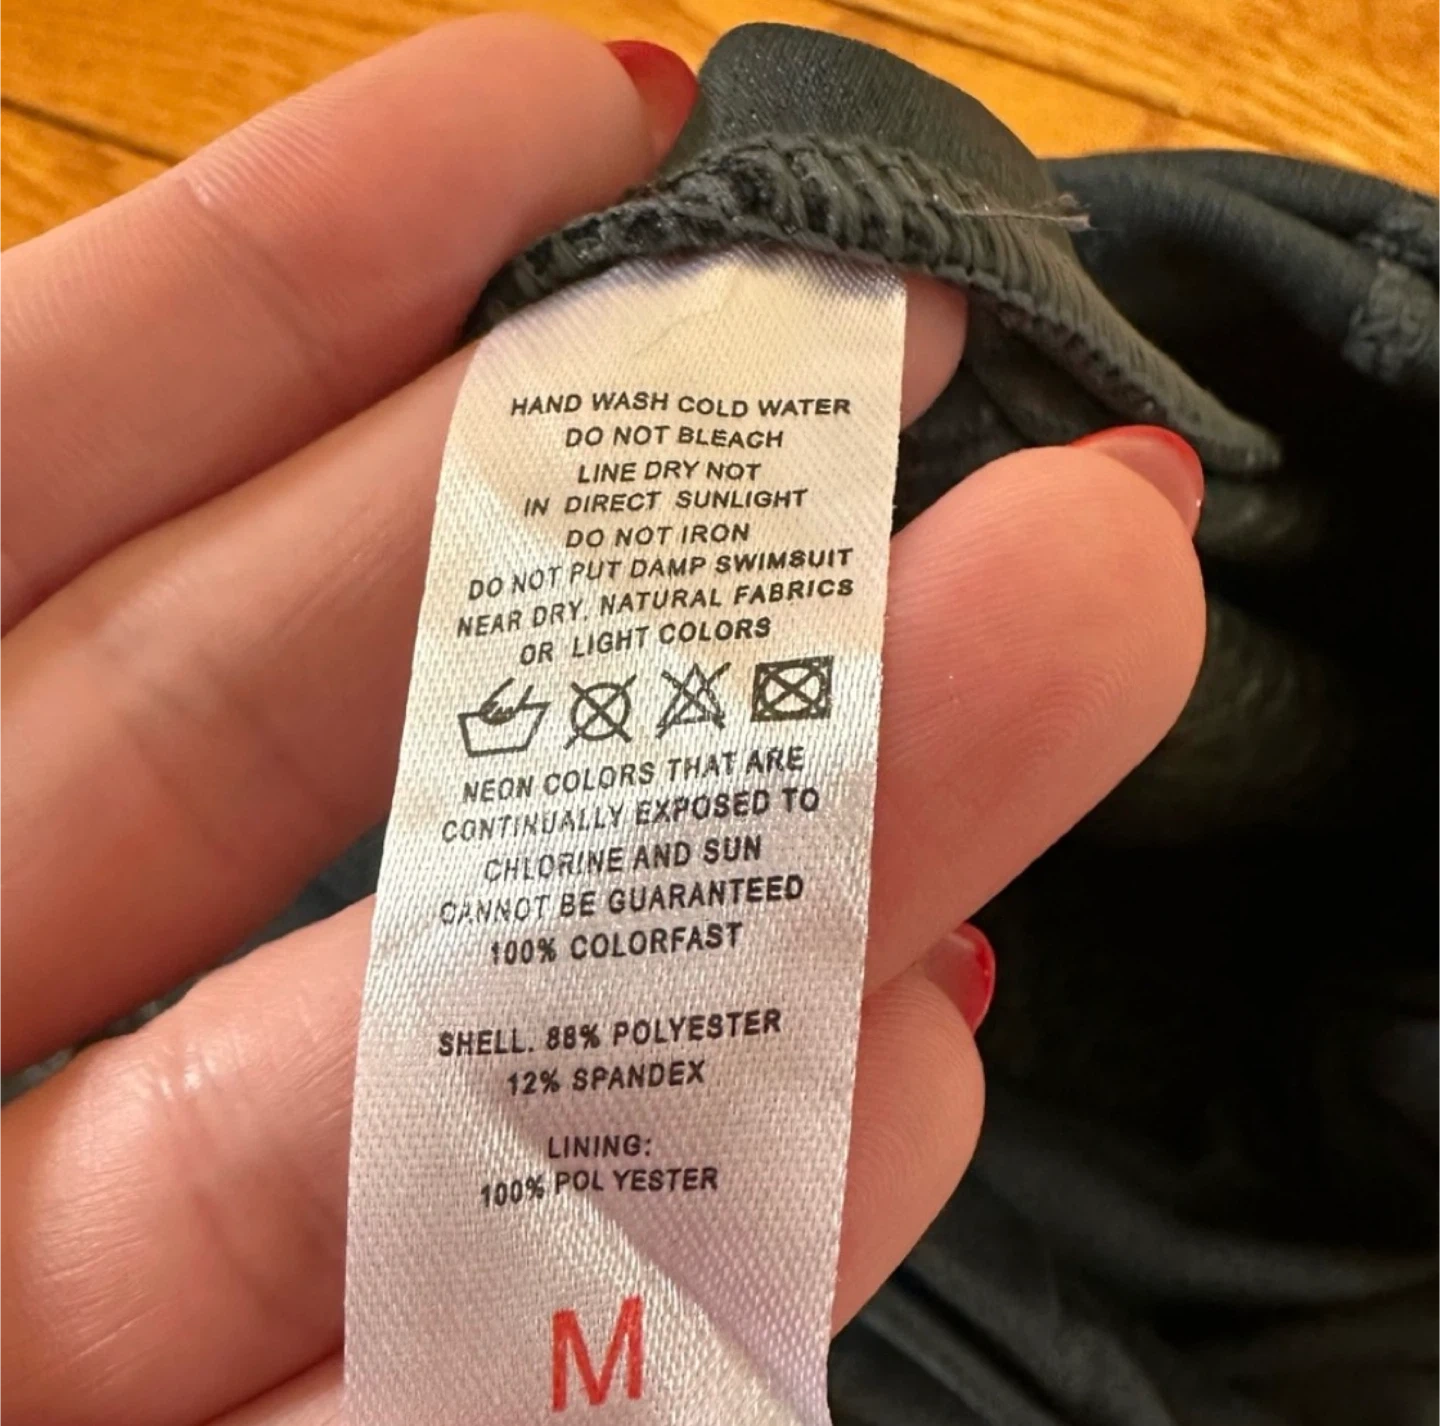 HAND WASH COLD WATER
DO NOT BLEACH
LINE DRY NOT
IN DIRECT SUNLIGHT
DO NOT IRON
DO NOT PUT DAMP SWIMSUIT
NEAR DRY, NATURAL FABRICS
OR LIGHT COLORS
NEON COLORS THAT ARE
CONTINUALLY EXPOSED TO
CHLORINE AND SUN
CANNOT BE GUARANTEED
100% COLORFAST
SHELL. 88% POLYESTER
12% SPANDEX
LINING:
100% POLYESTER
M